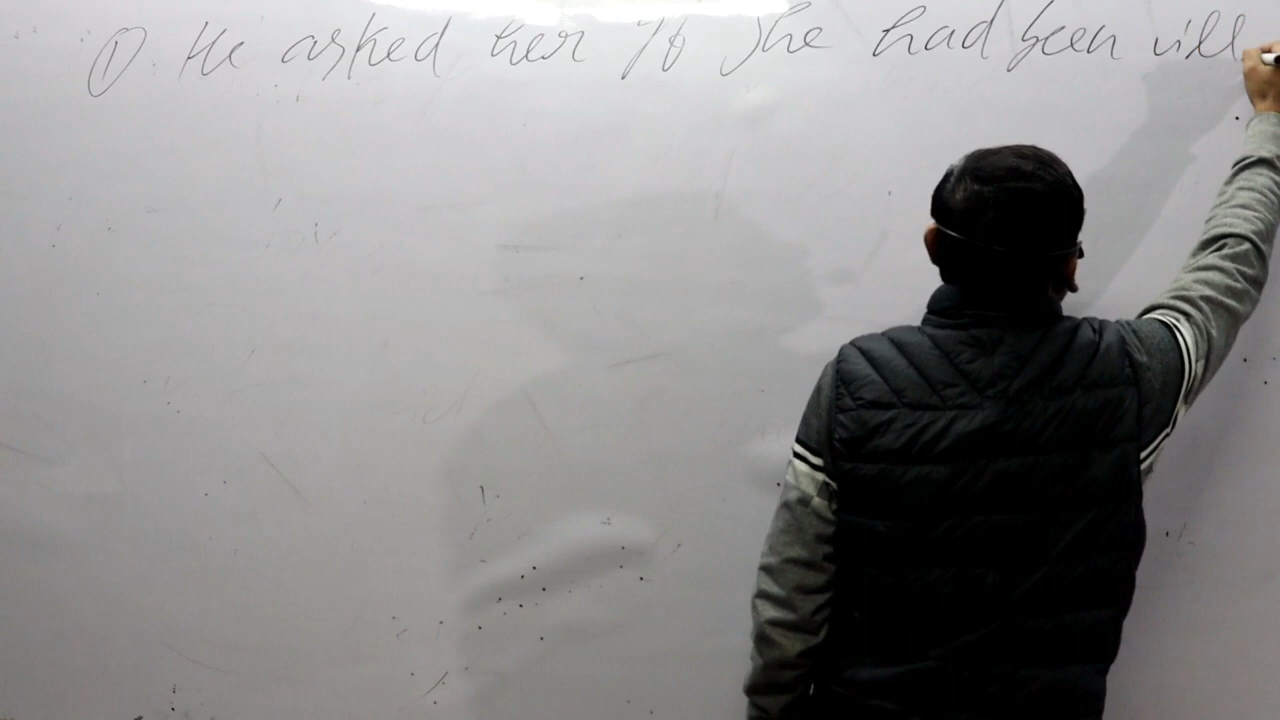 ① He asked her if she had been ill